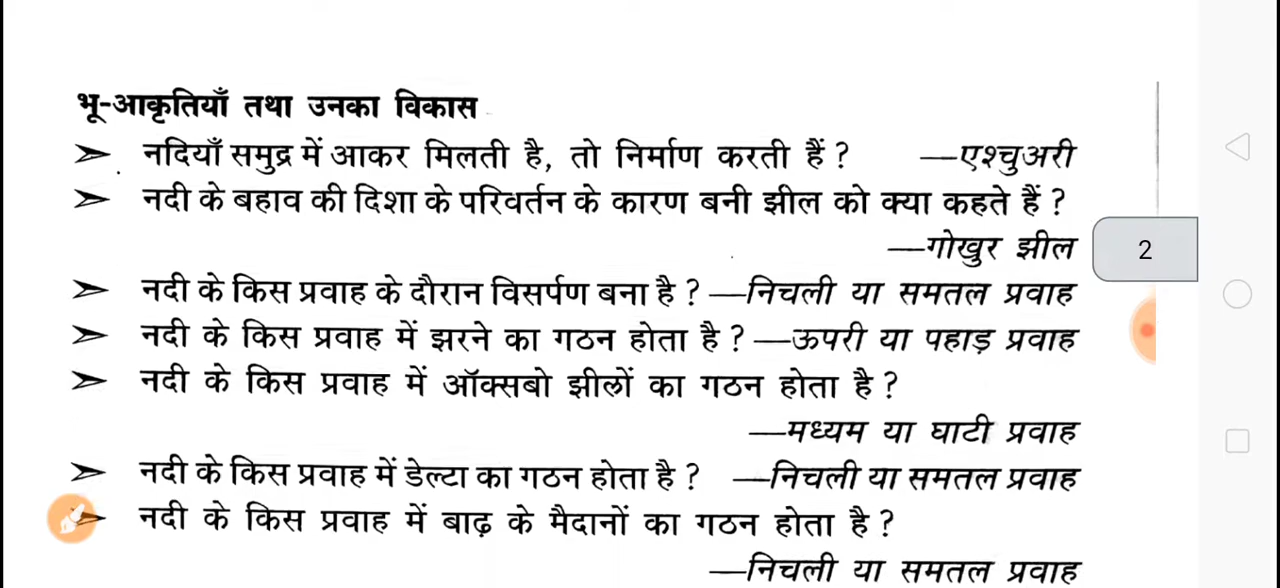 भू-आकृतियाँ तथा उनका विकास
➢ नदियाँ समुद्र में आकर मिलती है, तो निर्माण करती हैं ? —एश्चुअरी
➢ नदी के बहाव की दिशा के परिवर्तन के कारण बनी झील को क्या कहते हैं ?
—गोखुर झील
2
➢ नदी के किस प्रवाह के दौरान विसर्पण बना है ? —निचली या समतल प्रवाह
➢ नदी के किस प्रवाह में झरने का गठन होता है ? —ऊपरी या पहाड़ प्रवाह
➢ नदी के किस प्रवाह में ऑक्सबो झीलों का गठन होता है ?
—मध्यम या घाटी प्रवाह
➢ नदी के किस प्रवाह में डेल्टा का गठन होता है ? —निचली या समतल प्रवाह
➢ नदी के किस प्रवाह में बाढ़ के मैदानों का गठन होता है ?
—निचली या समतल प्रवाह